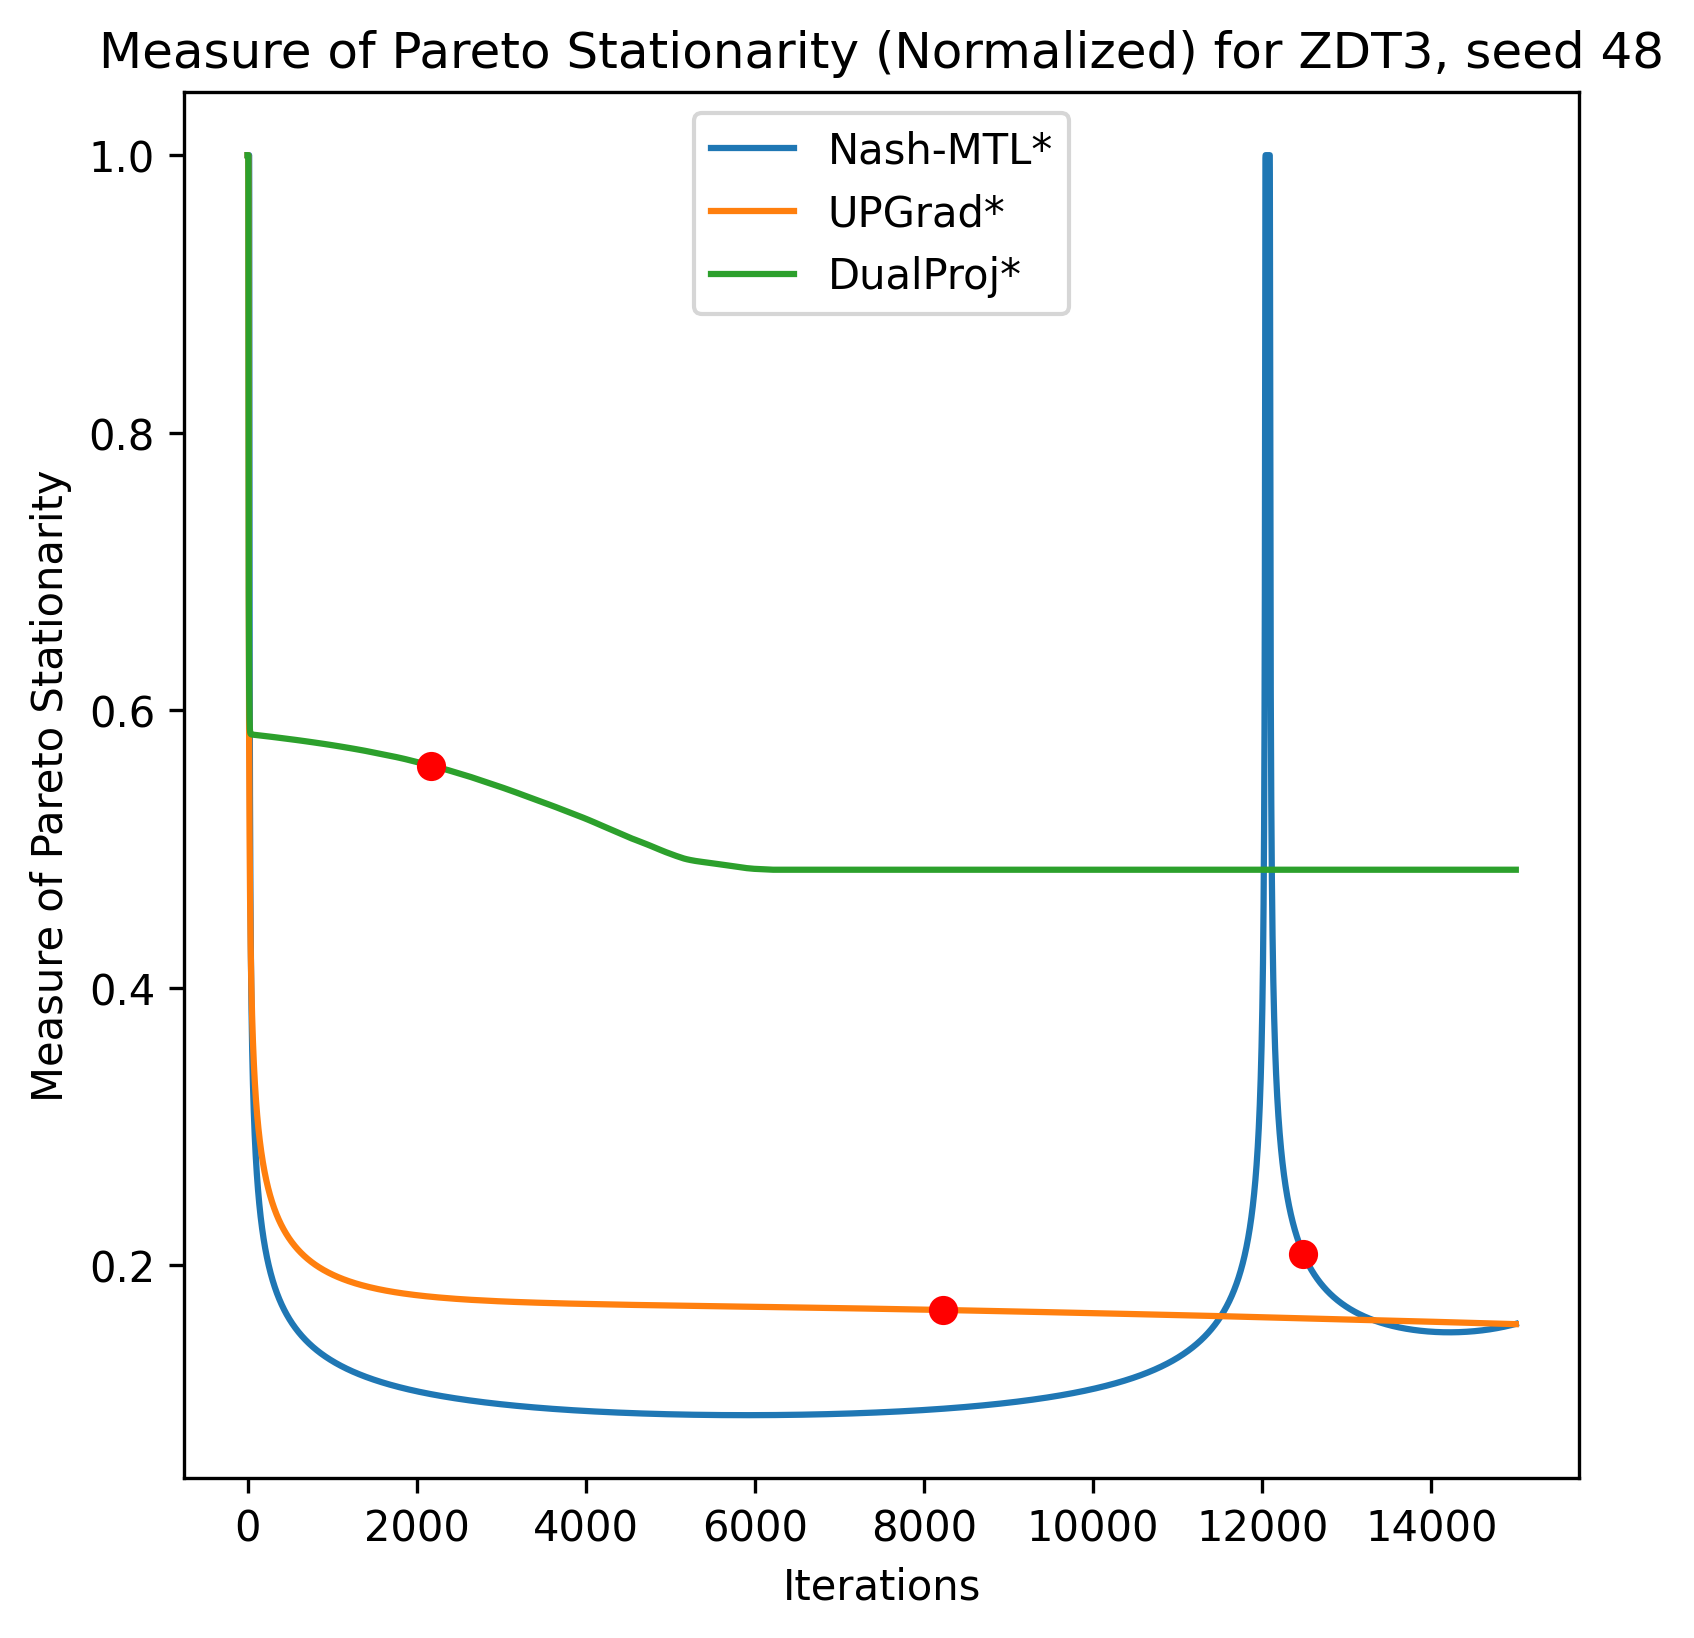 Measure of Pareto Stationarity (Normalized) for ZDT3, seed 48
Nash-MTL*
UPGrad*
DualProj*
Measure of Pareto Stationarity
1.0
0.8
0.6
0.4
0.2
0 2000 4000 6000 8000 10000 12000 14000
Iterations